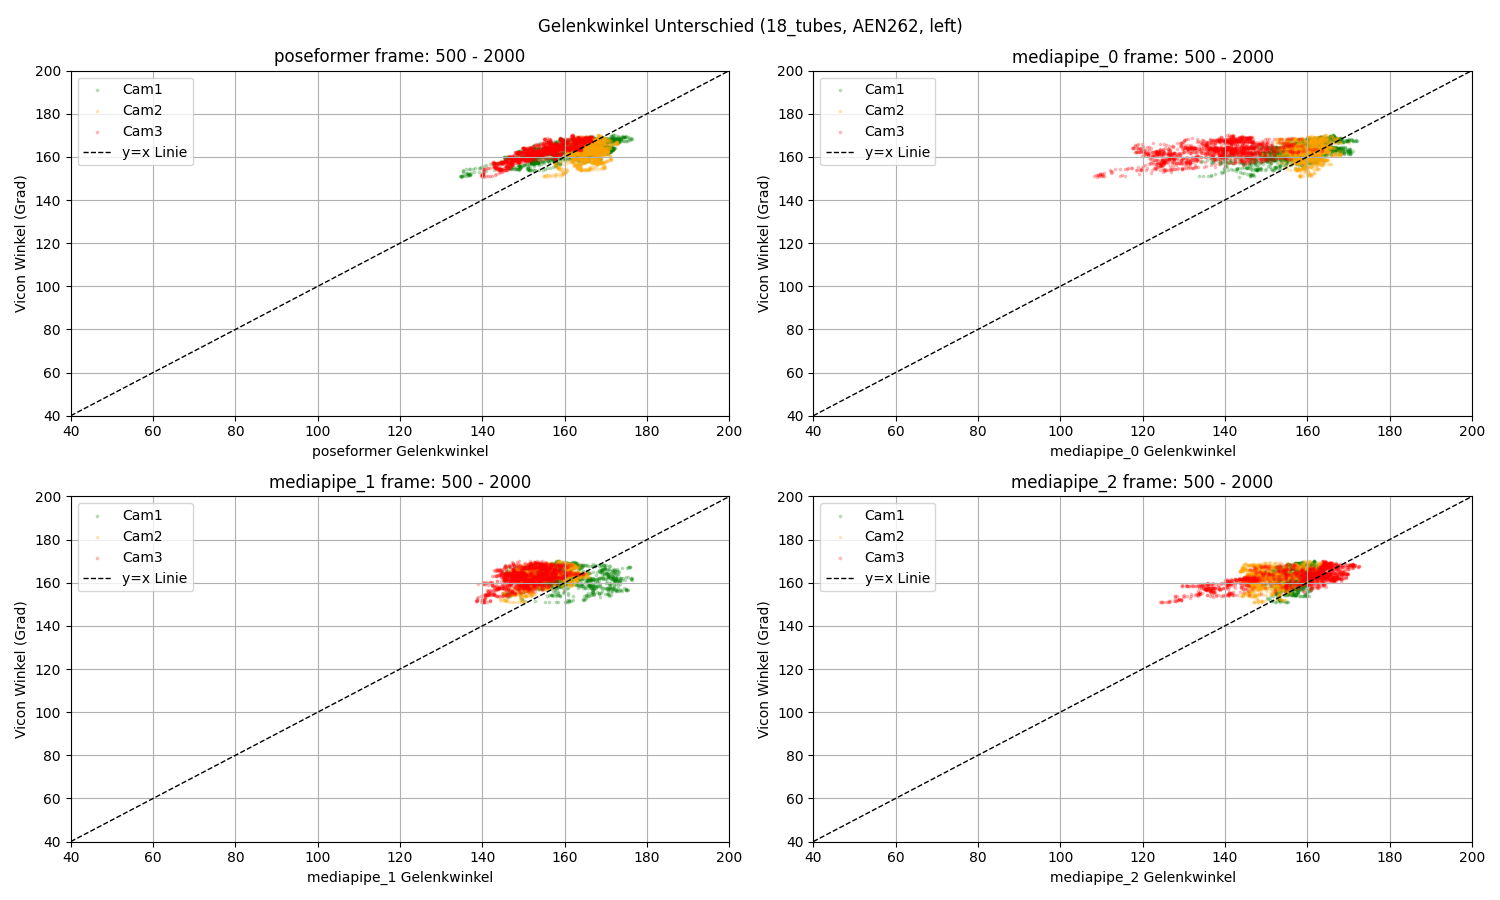 Gelenkwinkel Unterschied (18_tubes, AEN262, left)
poseformer frame: 500 - 2000
Cam1
Cam2
Cam3
y=x Linie
Vicon Winkel (Grad)
200
180
160
140
120
100
80
60
40
40 60 80 100 120 140 160 180 200
poseformer Gelenkwinkel
mediapipe_0 frame: 500 - 2000
Cam1
Cam2
Cam3
y=x Linie
Vicon Winkel (Grad)
200
180
160
140
120
100
80
60
40
40 60 80 100 120 140 160 180 200
mediapipe_0 Gelenkwinkel
mediapipe_1 frame: 500 - 2000
Cam1
Cam2
Cam3
y=x Linie
Vicon Winkel (Grad)
200
180
160
140
120
100
80
60
40
40 60 80 100 120 140 160 180 200
mediapipe_1 Gelenkwinkel
mediapipe_2 frame: 500 - 2000
Cam1
Cam2
Cam3
y=x Linie
Vicon Winkel (Grad)
200
180
160
140
120
100
80
60
40
40 60 80 100 120 140 160 180 200
mediapipe_2 Gelenkwinkel